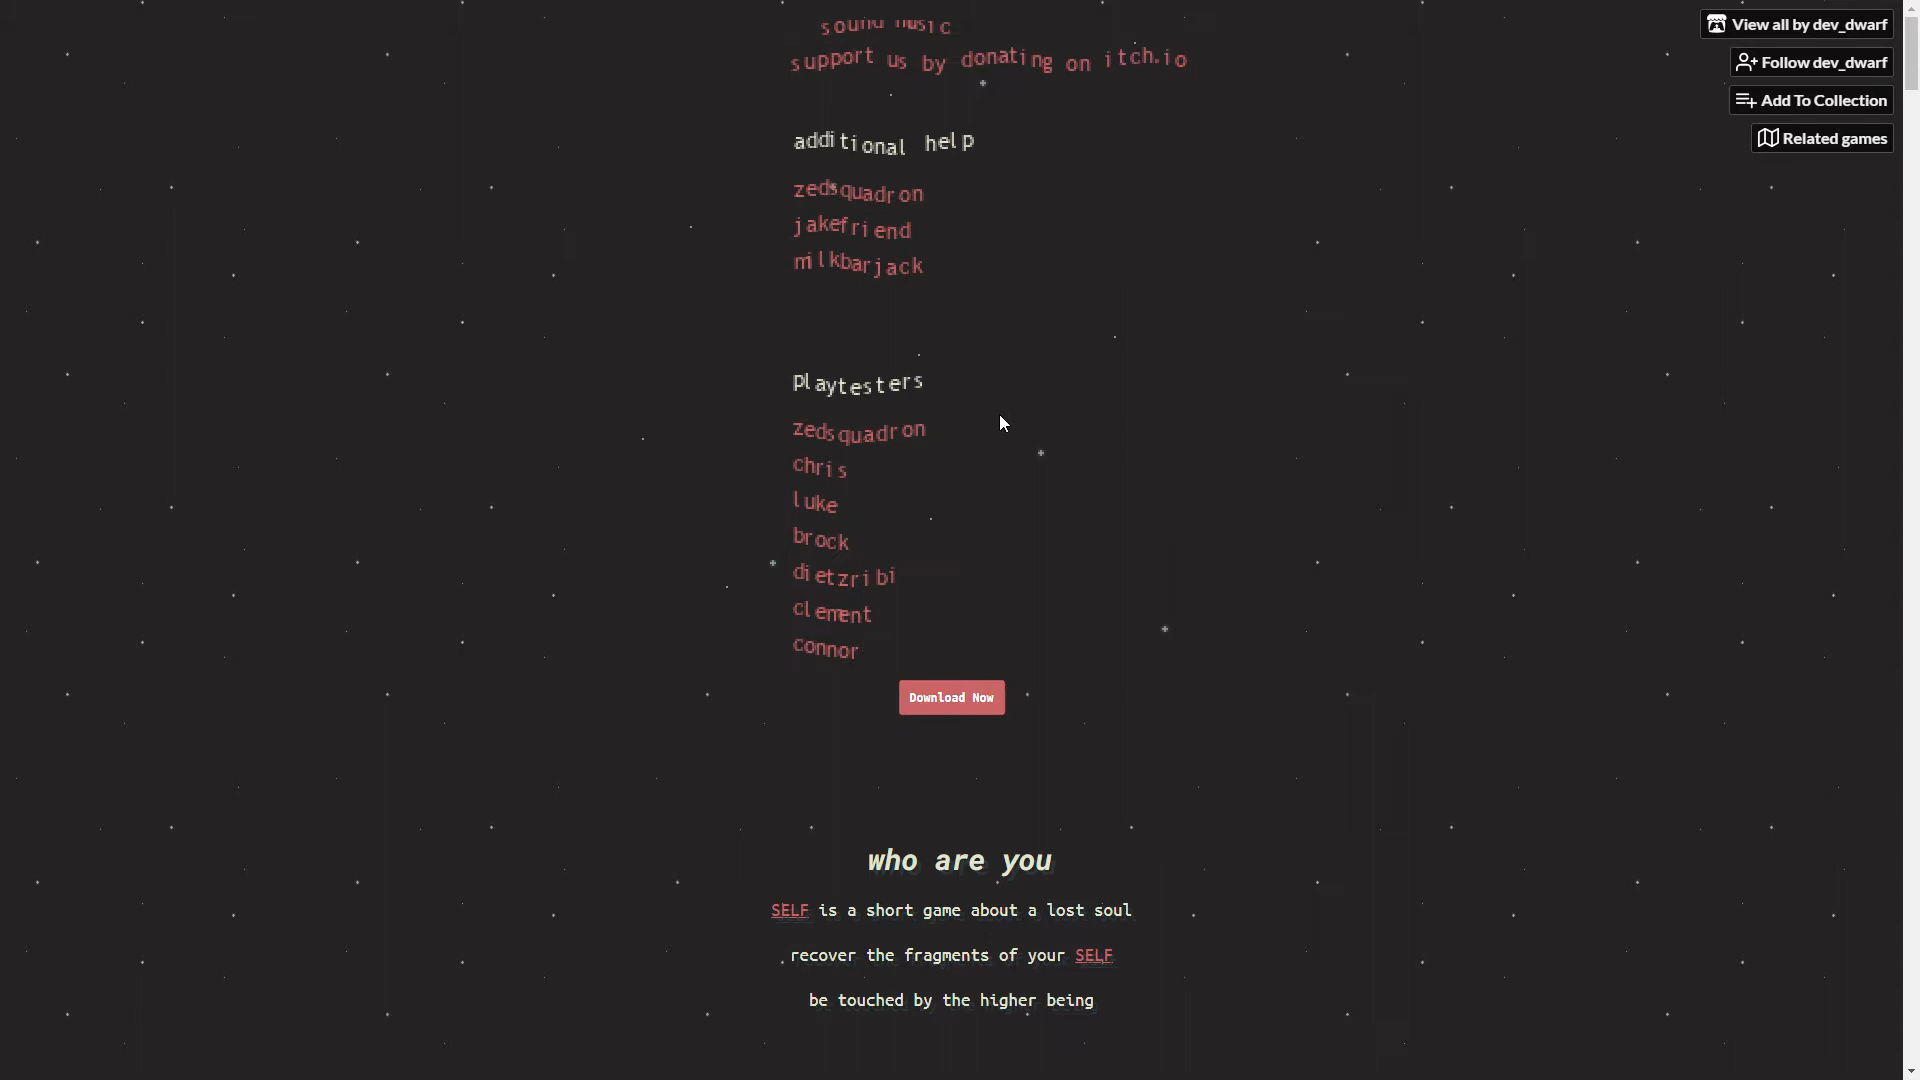 sound music
support us by donating on itch.io
additional help
zedsquadron
jakefriend
milkbarjack
playtesters
zedsquadron
chris
luke
brock
dietzribi
clement
connor
Download Now
who are you
SELF is a short game about a lost soul
recover the fragments of your SELF
be touched by the higher being
View all by dev_dwarf
Follow dev_dwarf
Add To Collection
Related games